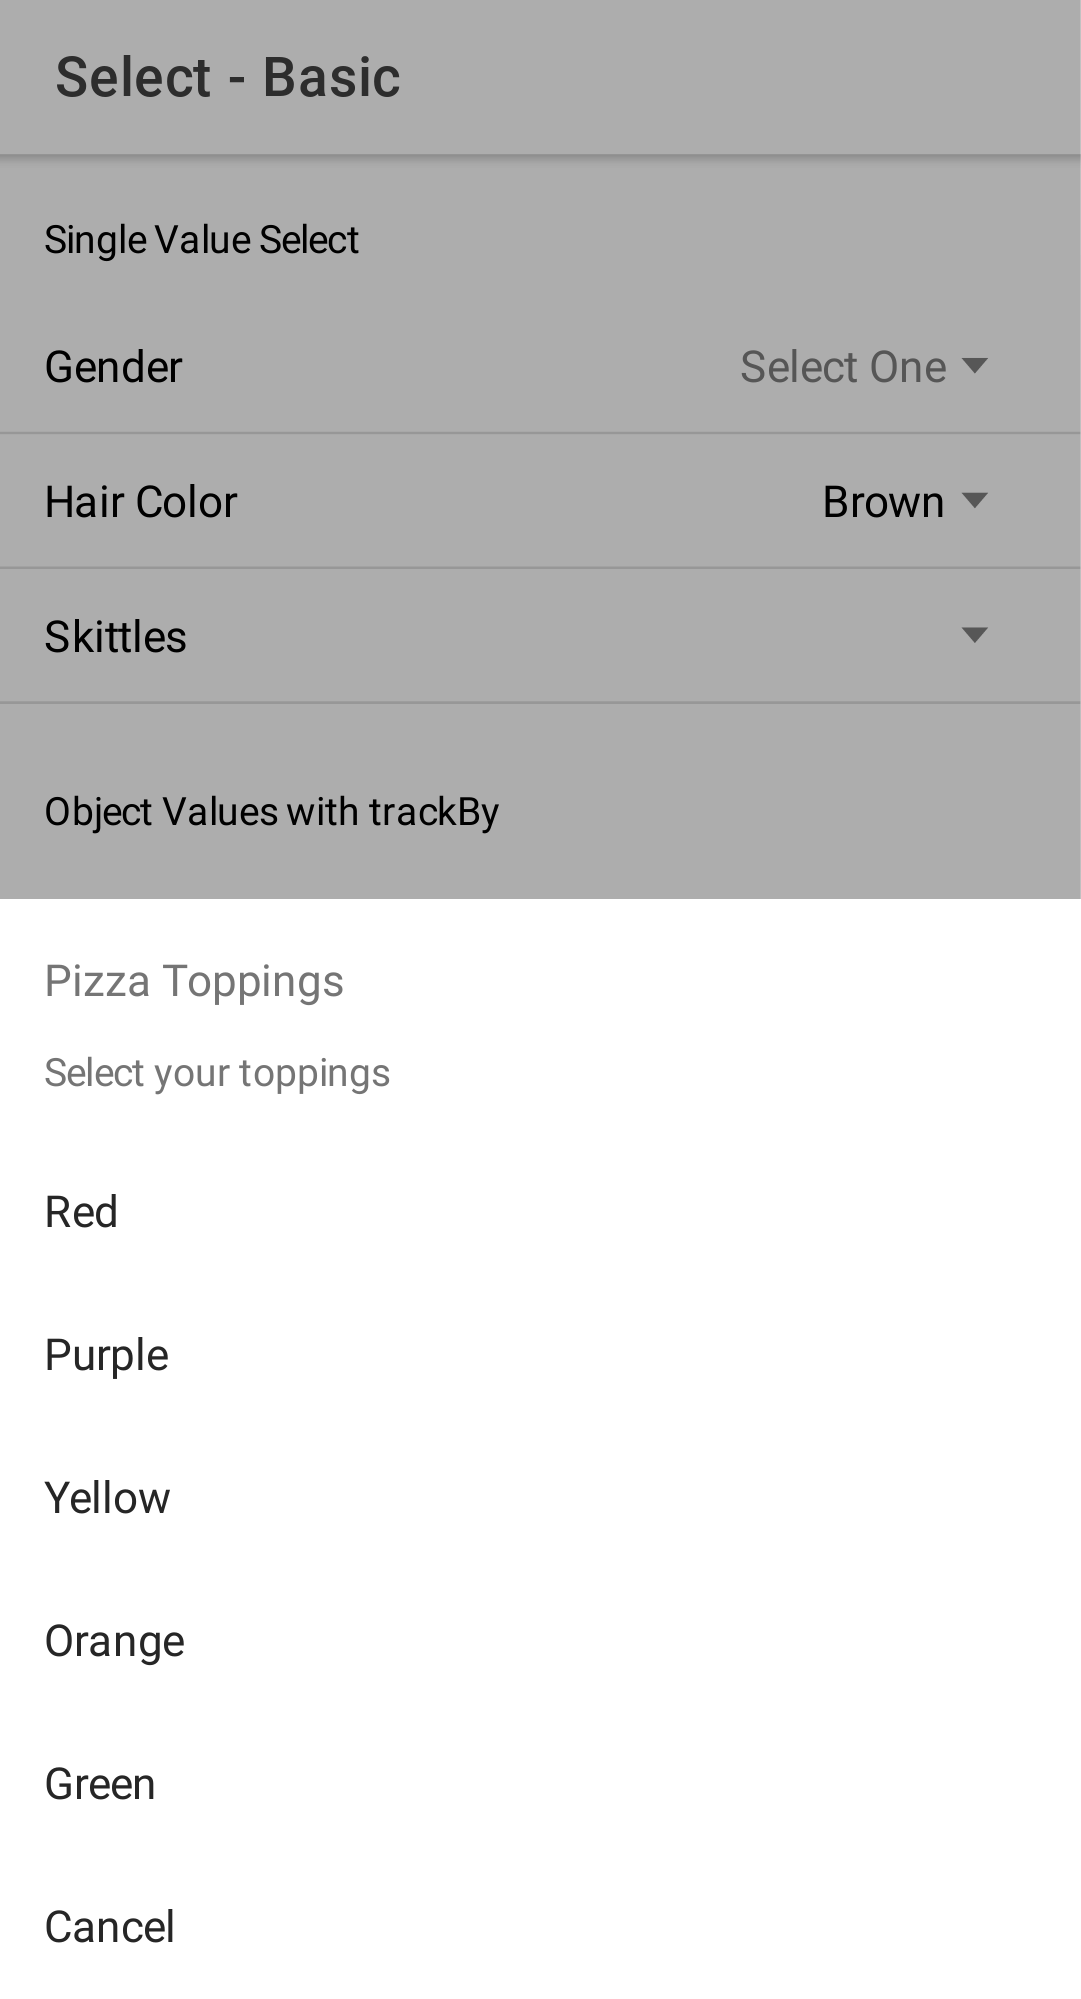 Select - Basic
Single Value Select
Gender Select One
Hair Color Brown
Skittles
Object Values with trackBy
Pizza Toppings
Select your toppings
Red
Purple
Yellow
Orange
Green
Cancel